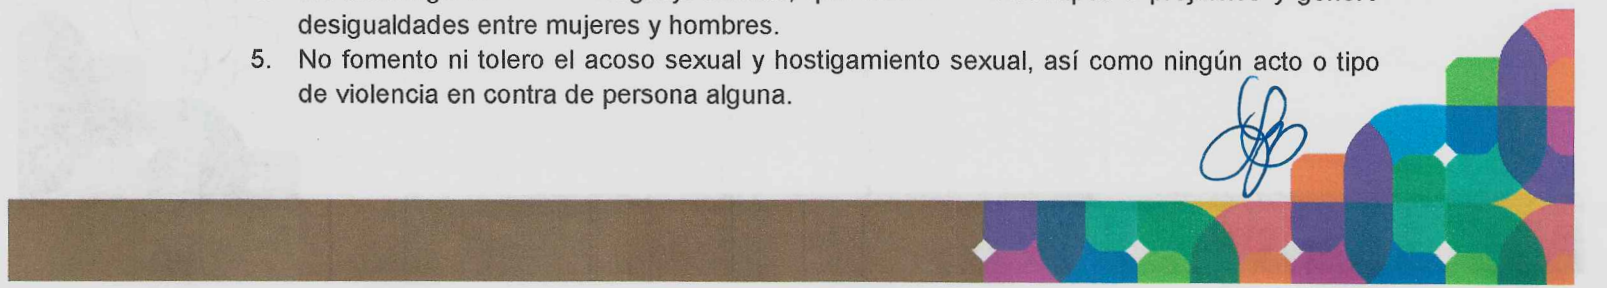 desigualdades entre mujeres y hombres.
5. No fomento ni tolero el acoso sexual y hostigamiento sexual, así como ningún acto o tipo
de violencia en contra de persona alguna.